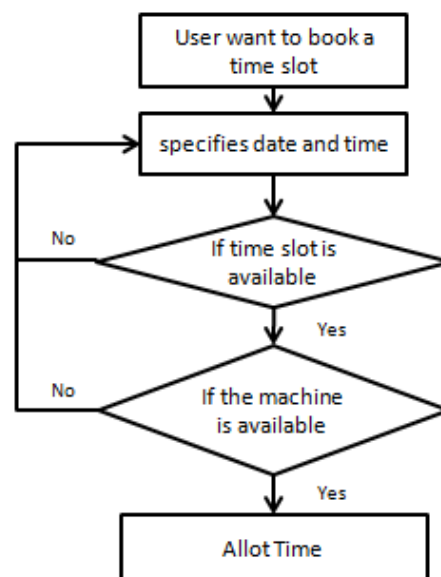 User want to book a
time slot
specifies date and time
No
If time slot is
available
Yes
No
If the machine
is available
Yes
Allot Time